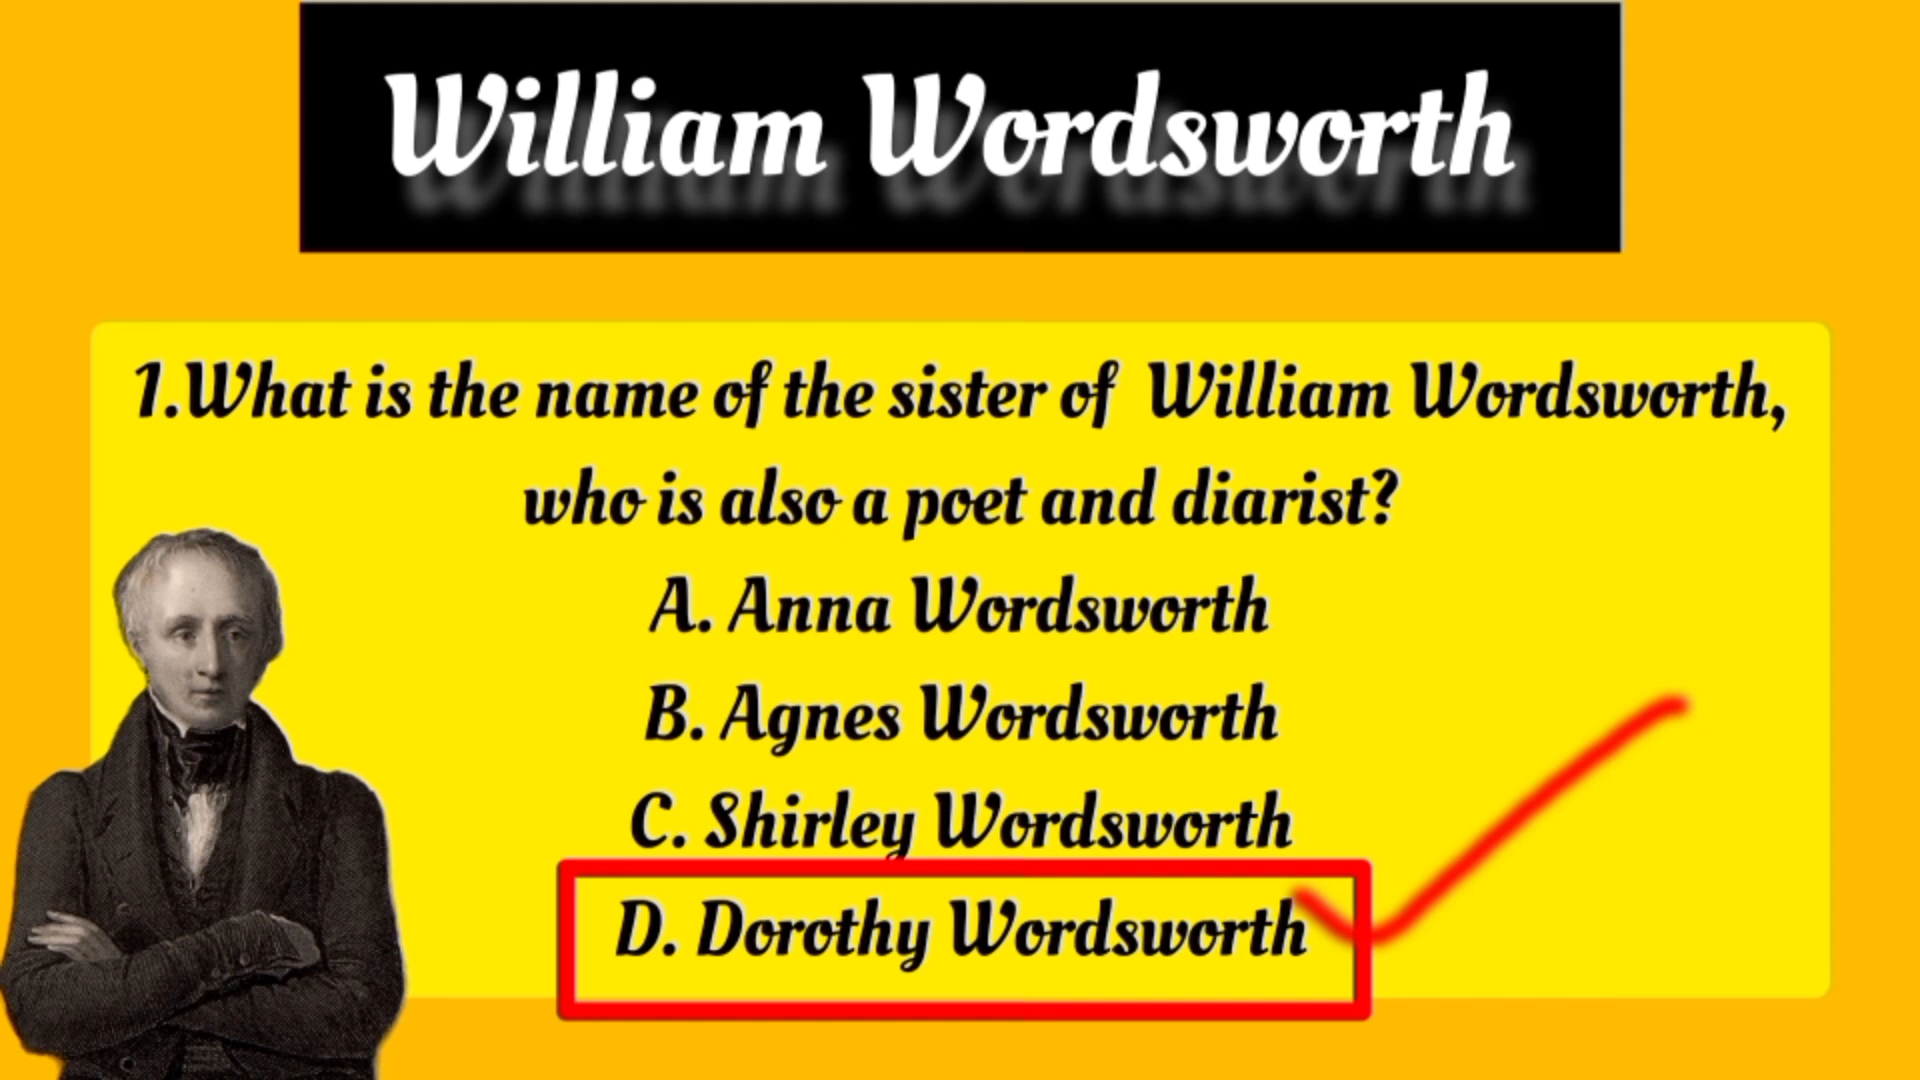 William Wordsworth
1.What is the name of the sister of William Wordsworth,
who is also a poet and diarist?
A. Anna Wordsworth
B. Agnes Wordsworth
C. Shirley Wordsworth
D. Dorothy Wordsworth